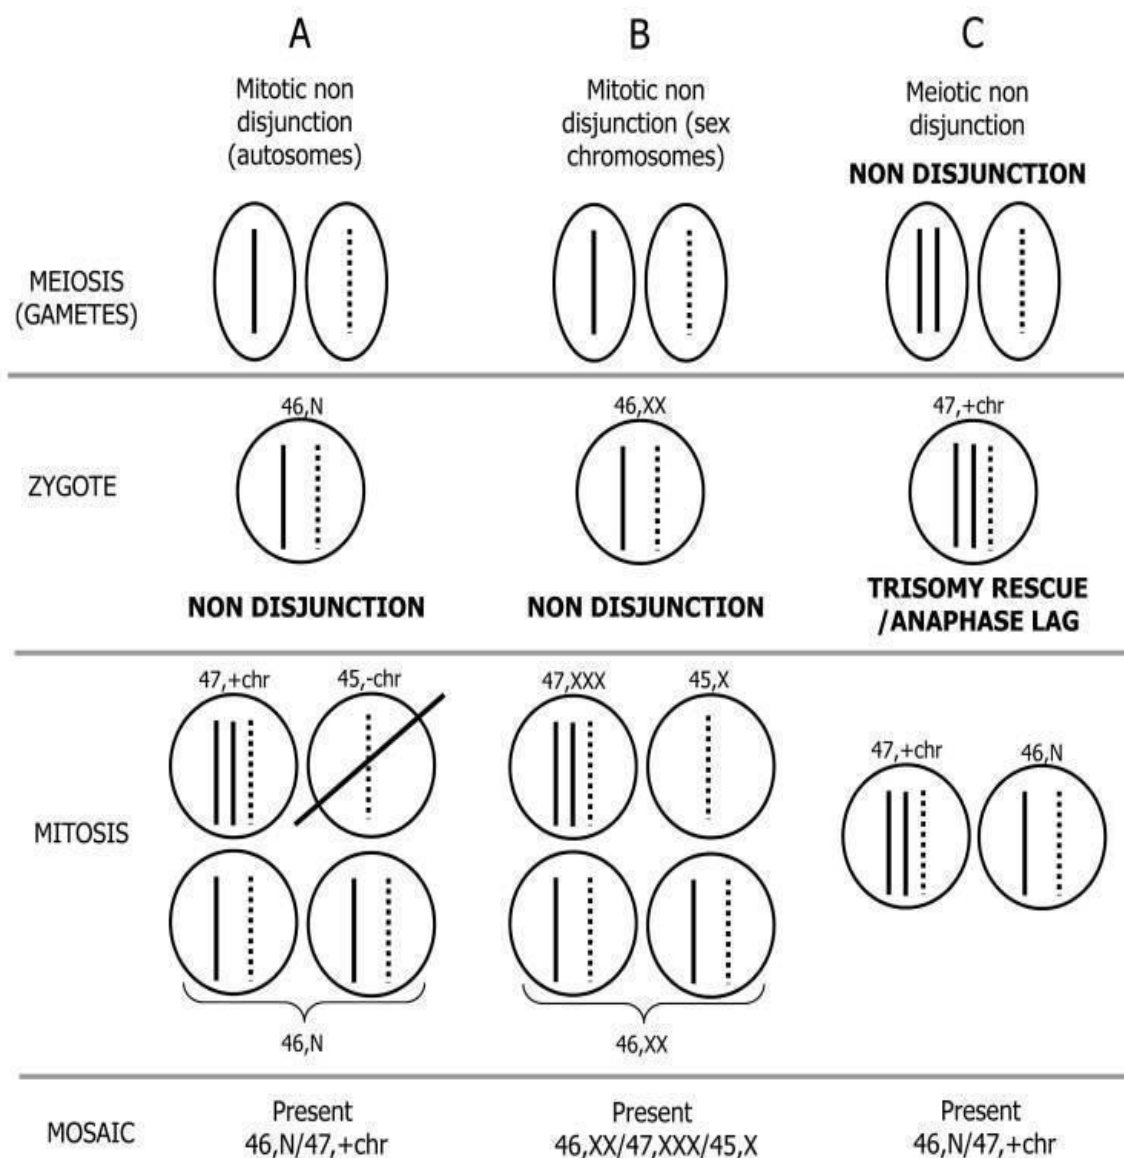 A
B
C
Mitotic non
disjunction
(autosomes)
Mitotic non
disjunction (sex
chromosomes)
Meiotic non
disjunction
NON DISJUNCTION
MEIOSIS
(GAMETES)
46,N
46,XX
47,+chr
ZYGOTE
NON DISJUNCTION
NON DISJUNCTION
TRISOMY RESCUE
/ANAPHASE LAG
47,+chr
45,-chr
47,XXX
45,X
47,+chr
46,N
MITOSIS
46,N
46,XX
MOSAIC
Present
46,N/47,+chr
Present
46,XX/47,XXX/45,X
Present
46,N/47,+chr